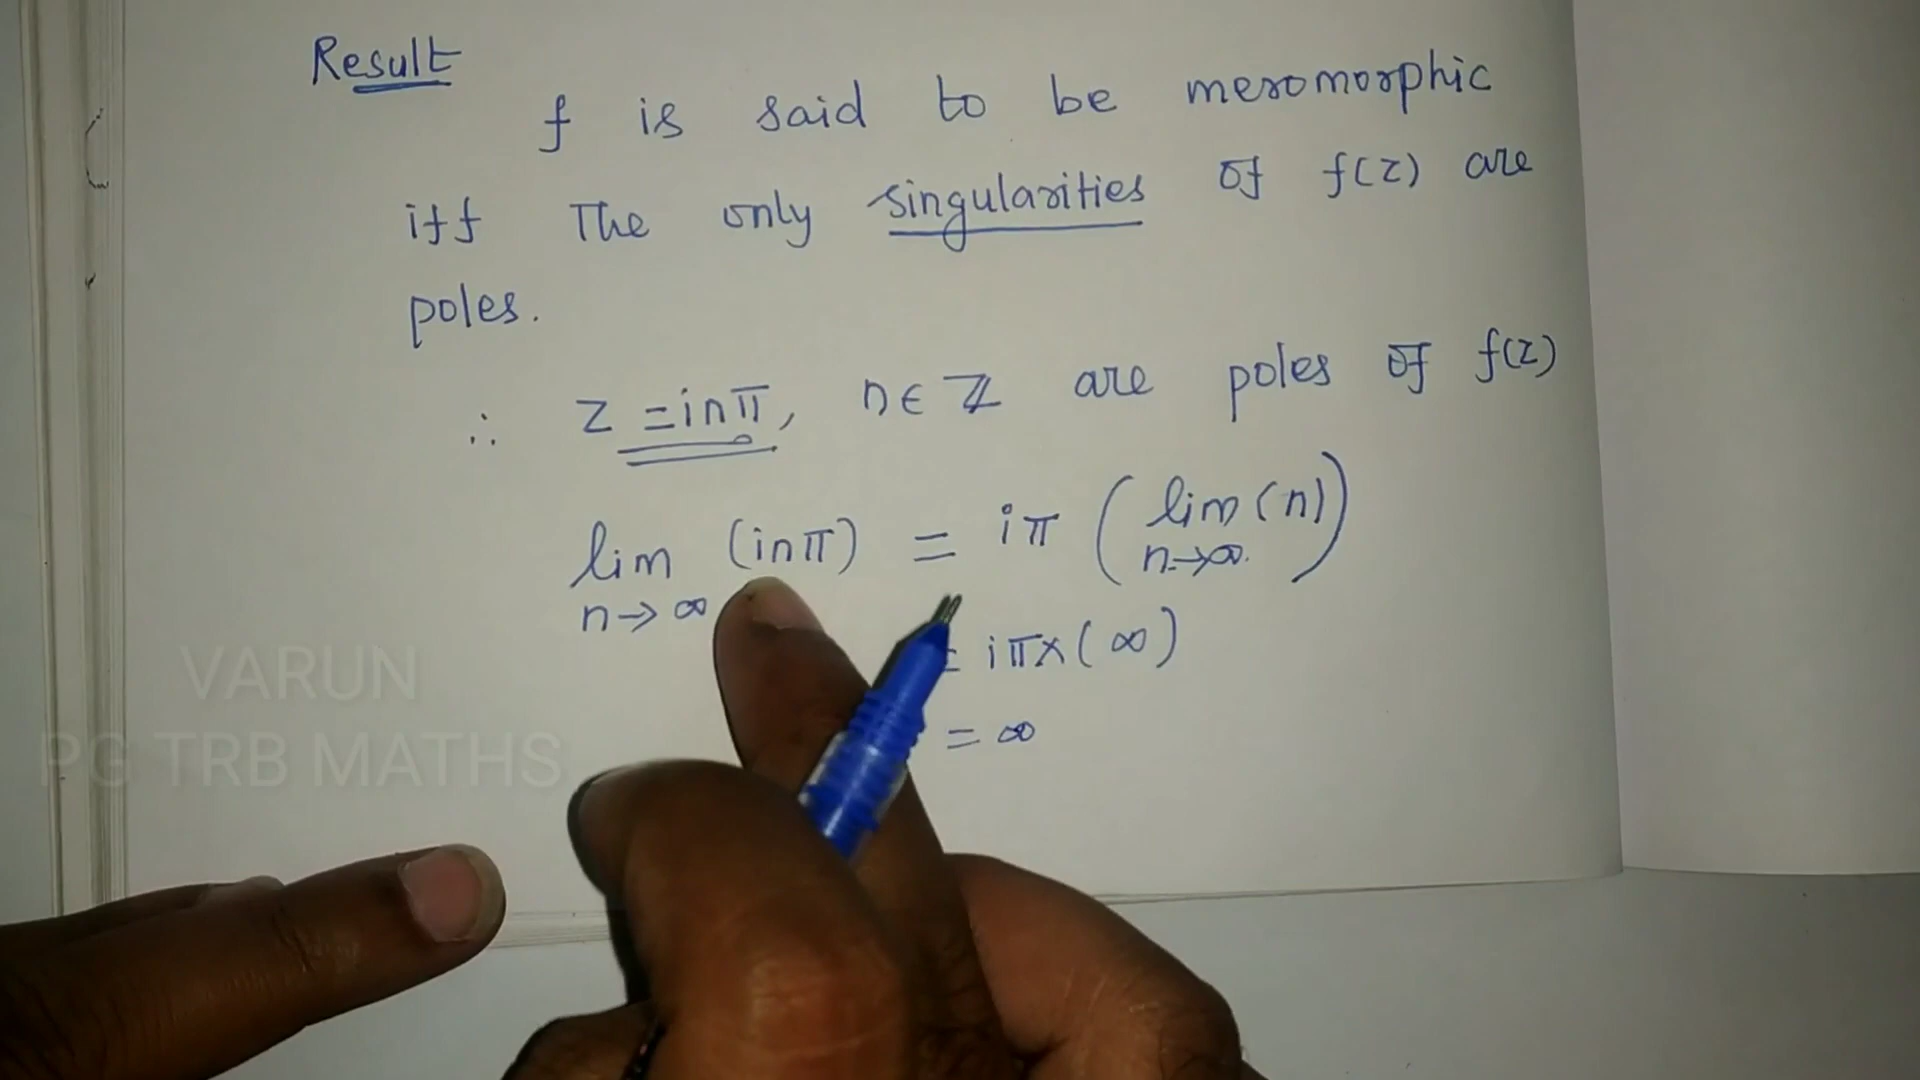 Result
f is said to be meromorphic
iff The only singularities of f(z) are
poles.
∴ z = inπ, n ∈ ℤ are poles of f(z)
lim (inπ) = iπ (lim (n))
n→∞ n→∞.
= iπ×(∞)
= ∞
VARUN
PG TRB MATHS